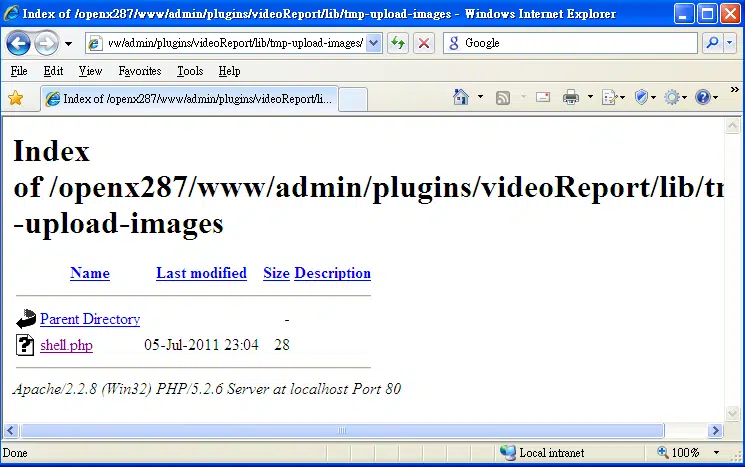 Index of /openx287/www/admin/plugins/videoReport/lib/tmp-upload-images - Windows Internet Explorer
vw/admin/plugins/videoReport/lib/tmp-upload-images/
Google
File Edit View Favorites Tools Help
Index of /openx287/www/admin/plugins/videoReport/li...
Index
of /openx287/www/admin/plugins/videoReport/lib/tm
-upload-images
Name Last modified Size Description
Parent Directory -
shell.php 05-Jul-2011 23:04 28
Apache/2.2.8 (Win32) PHP/5.2.6 Server at localhost Port 80
Done Local intranet 100%